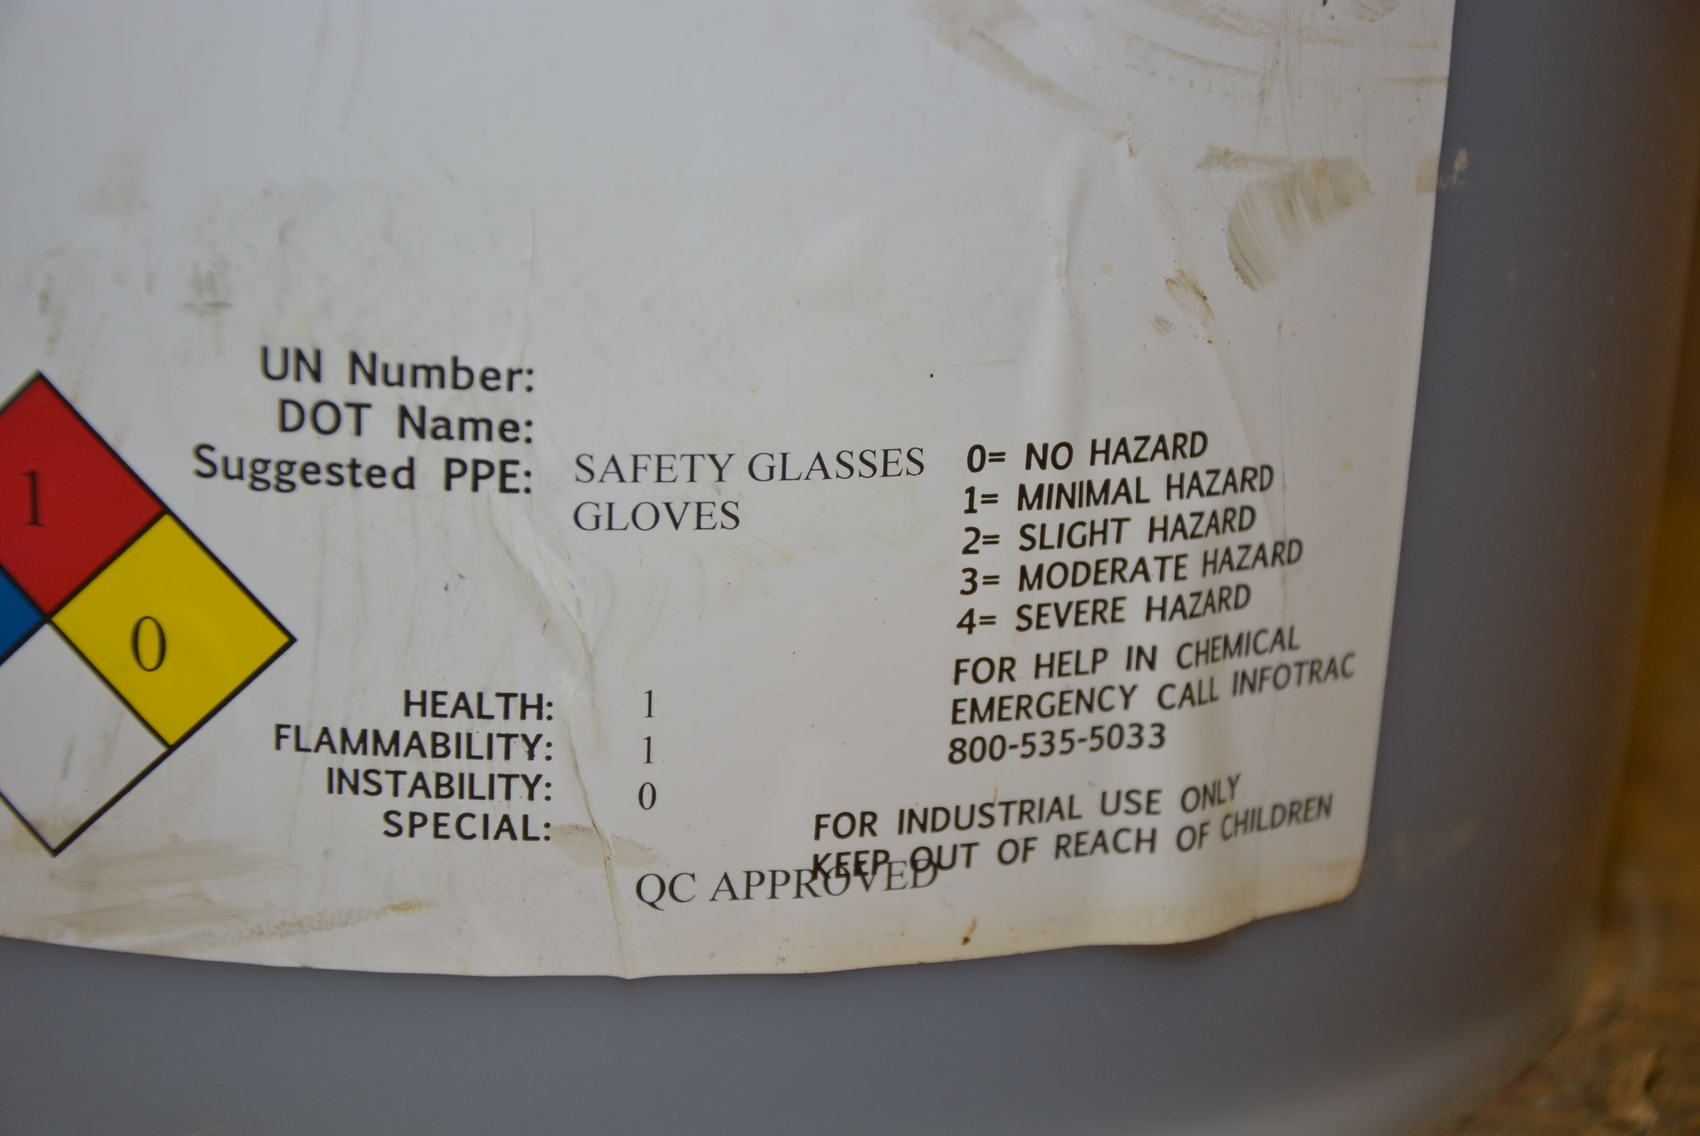 UN Number:
DOT Name:
Suggested PPE: SAFETY GLASSES
GLOVES
1
0
HEALTH: 1
FLAMMABILITY: 1
INSTABILITY: 0
SPECIAL:
0= NO HAZARD
1= MINIMAL HAZARD
2= SLIGHT HAZARD
3= MODERATE HAZARD
4= SEVERE HAZARD
FOR HELP IN CHEMICAL
EMERGENCY CALL INFOTRAC
800-535-5033
FOR INDUSTRIAL USE ONLY
KEEP OUT OF REACH OF CHILDREN
QC APPROVED